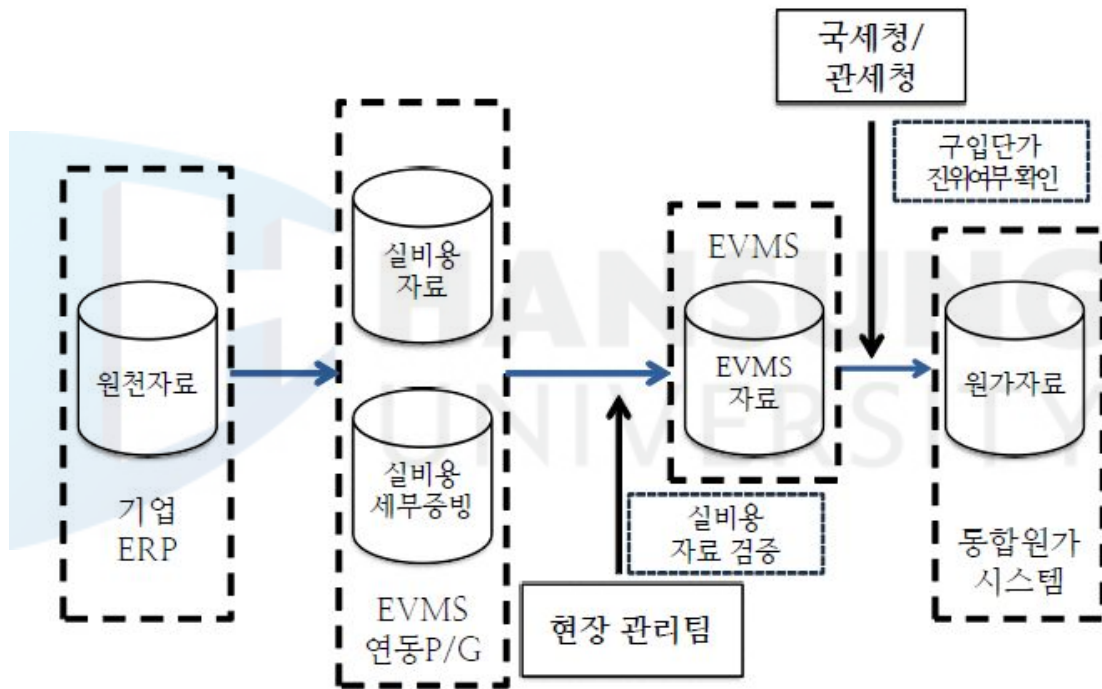 국세청/
관세청
구입단가
진위여부확인
원천자료
기업
ERP
실비용
자료
실비용
세부증빙
EVMS
연동P/G
실비용
자료 검증
현장 관리팀
EVMS
EVMS
자료
원가자료
통합원가
시스템
HANSUNG
UNIVERSITY